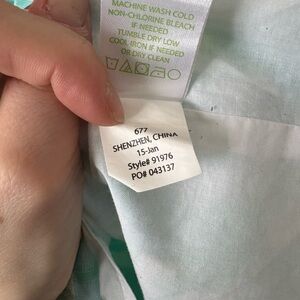 MACHINE WASH COLD
NON-CHLORINE BLEACH
IF NEEDED
TUMBLE DRY LOW
COOL IRON IF NEEDED
OR DRY CLEAN
677
SHENZHEN, CHINA
15-Jan
Style# 91976
PO# 043137